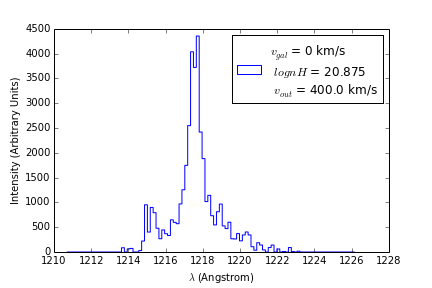 4500
4000
3500
3000
2500
2000
1500
1000
500
0
Intensity (Arbitrary Units)
v_gal = 0 km/s
lognH = 20.875
v_out = 400.0 km/s
1210 1212 1214 1216 1218 1220 1222 1224 1226 1228
λ (Angstrom)